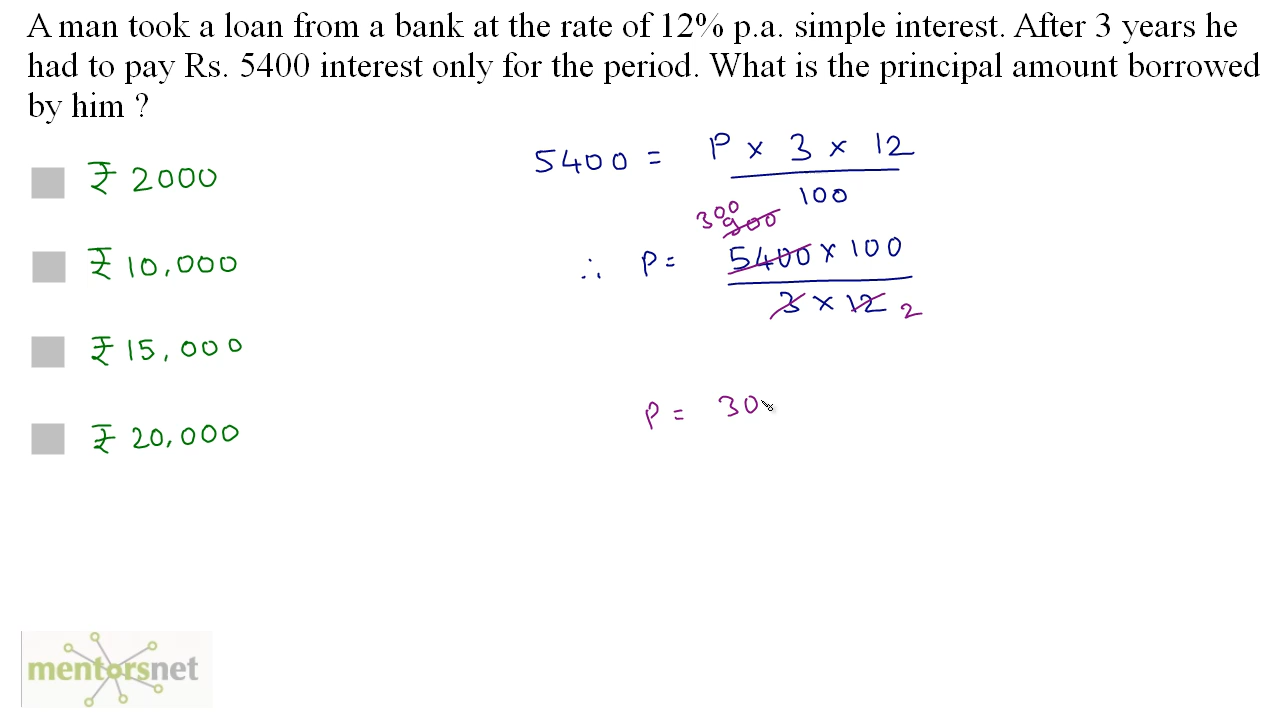 A man took a loan from a bank at the rate of 12% p.a. simple interest. After 3 years he
had to pay Rs. 5400 interest only for the period. What is the principal amount borrowed
by him ?
₹ 2000
₹ 10,000
₹ 15,000
₹ 20,000
5400 = P × 3 × 12
100
300
900
∴ P = 5400 × 100
3 × 12 2
P = 30
mentorsnet